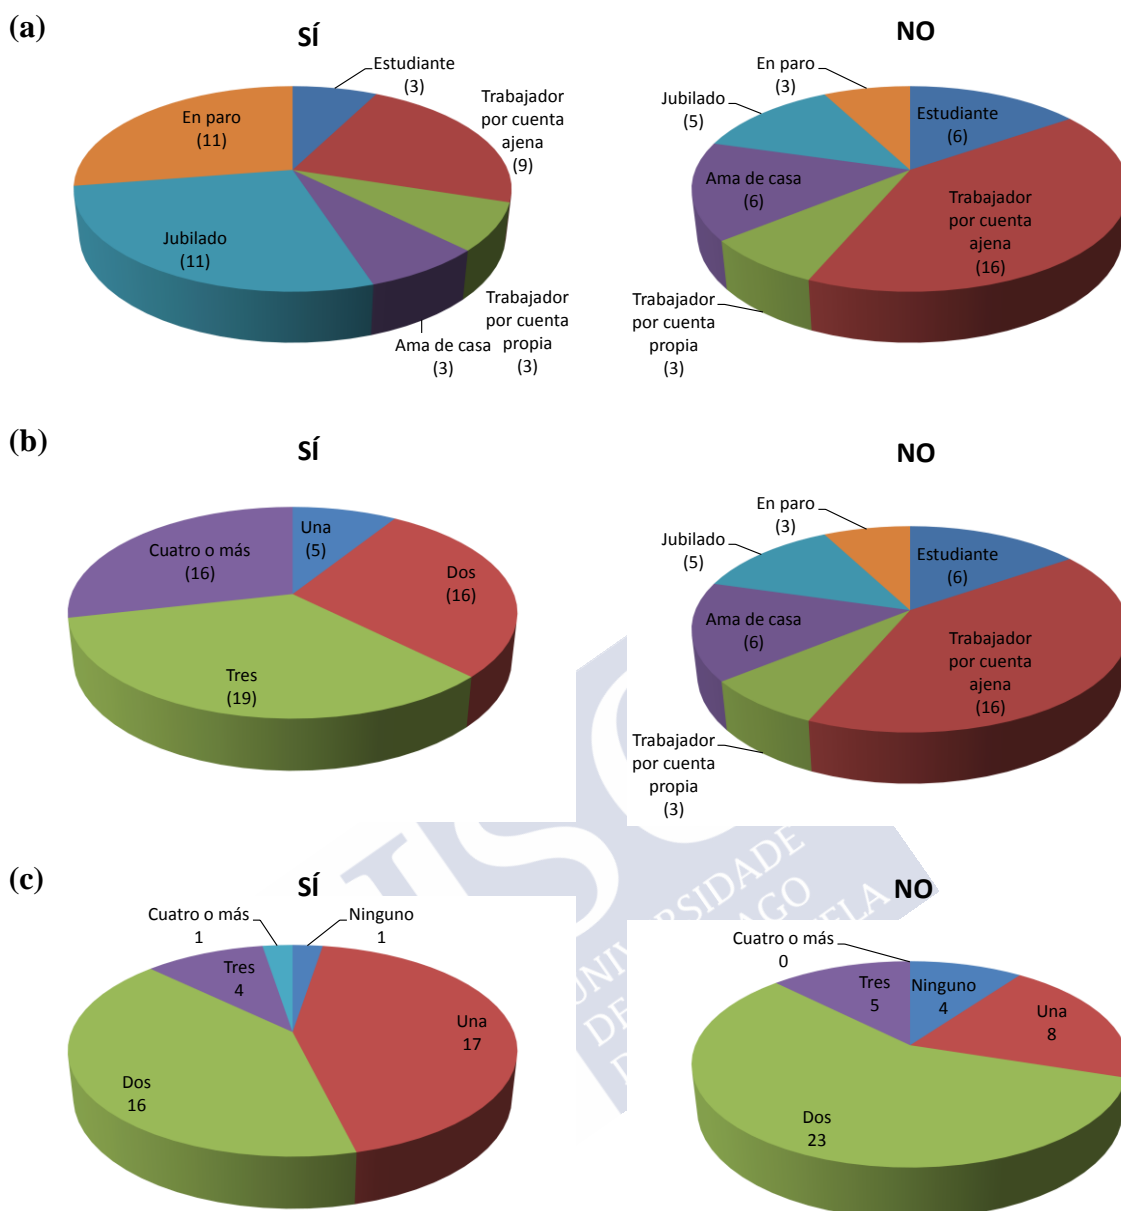 (a)
SÍ
NO
Estudiante
(3)
Trabajador
por cuenta
ajena
(9)
En paro
(11)
Jubilado
(11)
Ama de casa
(3)
Trabajador
por cuenta
propia
(3)
En paro
(3)
Jubilado
(5)
Estudiante
(6)
Ama de casa
(6)
Trabajador
por cuenta
ajena
(16)
Trabajador
por cuenta
propia
(3)
(b)
SÍ
NO
Una
(5)
Cuatro o más
(16)
Dos
(16)
Tres
(19)
En paro
(3)
Jubilado
(5)
Estudiante
(6)
Ama de casa
(6)
Trabajador
por cuenta
ajena
(16)
Trabajador
por cuenta
propia
(3)
(c)
SÍ
NO
Cuatro o más
1
Ninguno
1
Tres
4
Una
17
Dos
16
Cuatro o más
0
Tres
5
Ninguno
4
Una
8
Dos
23